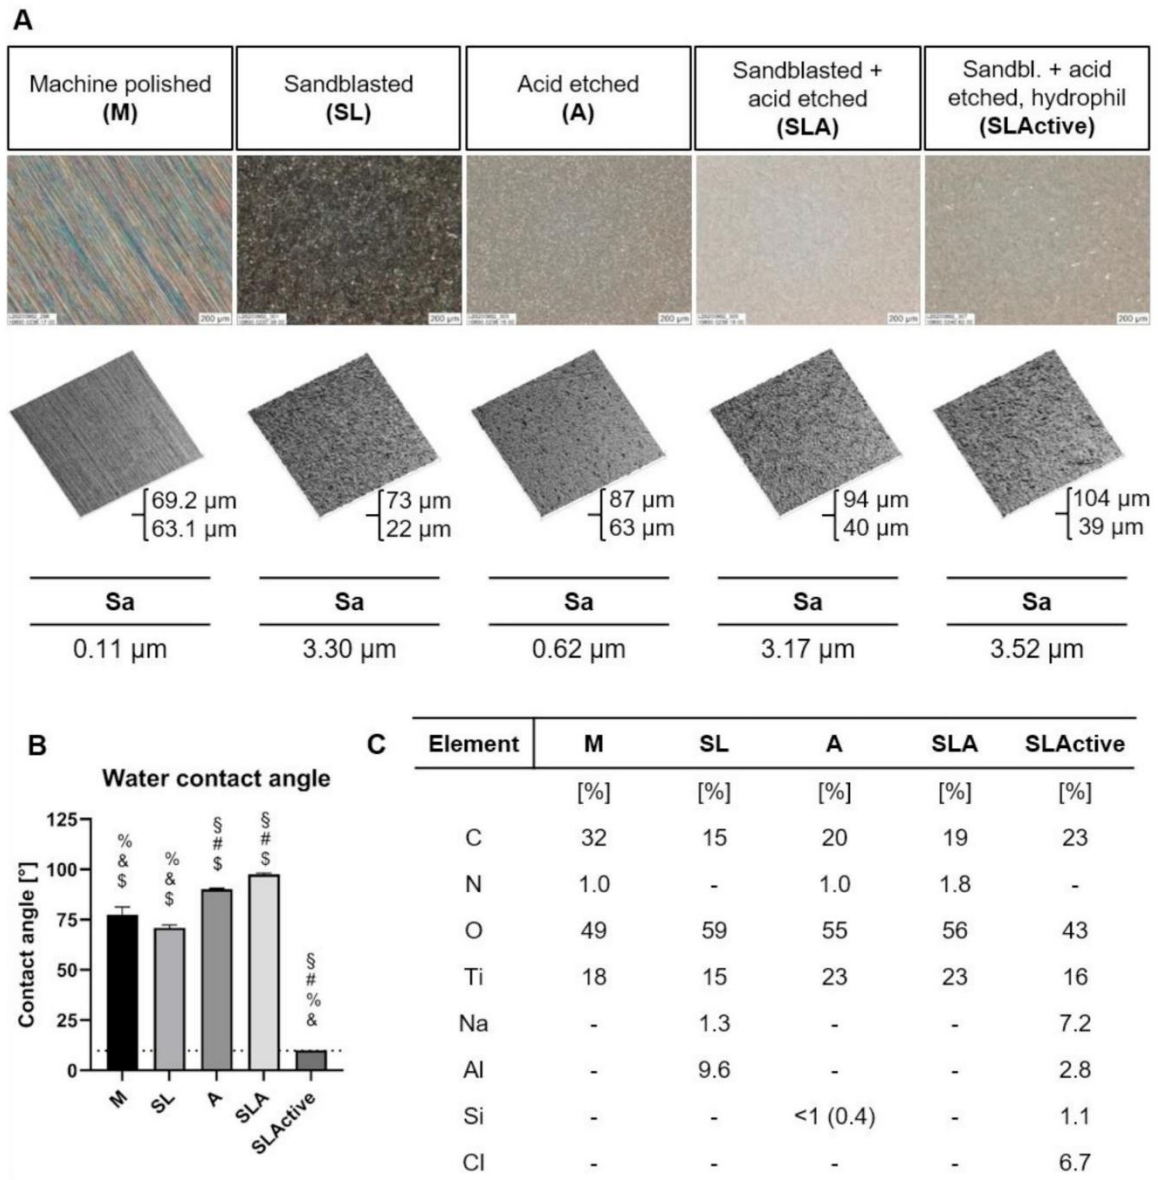 A
Machine polished
(M)
Sandblasted
(SL)
Acid etched
(A)
Sandblasted +
acid etched
(SLA)
Sandbl. + acid
etched, hydrophil
(SLActive)
200 µm
200 µm
200 µm
200 µm
200 µm
69.2 µm
63.1 µm
73 µm
22 µm
87 µm
63 µm
94 µm
40 µm
104 µm
39 µm
Sa Sa Sa Sa Sa
0.11 µm 3.30 µm 0.62 µm 3.17 µm 3.52 µm
B
Water contact angle
Contact angle [°]
125
100
75
50
25
0
%
&
$
%
&
$
§
#
$
§
#
$
§
#
%
&
M SL A SLA SLActive
C
Element M SL A SLA SLActive
[%] [%] [%] [%] [%]
C 32 15 20 19 23
N 1.0 - 1.0 1.8 -
O 49 59 55 56 43
Ti 18 15 23 23 16
Na - 1.3 - - 7.2
Al - 9.6 - - 2.8
Si - - <1 (0.4) - 1.1
Cl - - - - 6.7